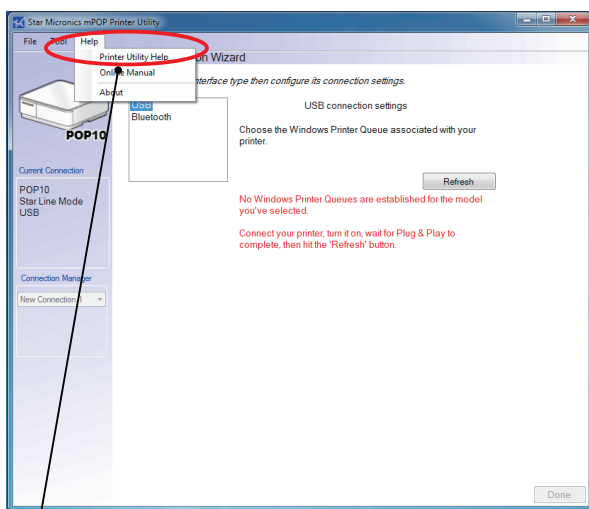 Star Micronics mPOP Printer Utility
File Tool Help
Printer Utility Help
Online Manual
About
on Wizard
interface type then configure its connection settings.
USB
Bluetooth
USB connection settings
Choose the Windows Printer Queue associated with your
printer.
Refresh
No Windows Printer Queues are established for the model
you've selected.
Connect your printer, turn it on, wait for Plug & Play to
complete, then hit the 'Refresh' button.
POP10
Current Connection
POP10
Star Line Mode
USB
Connection Manager
New Connection 1
Done